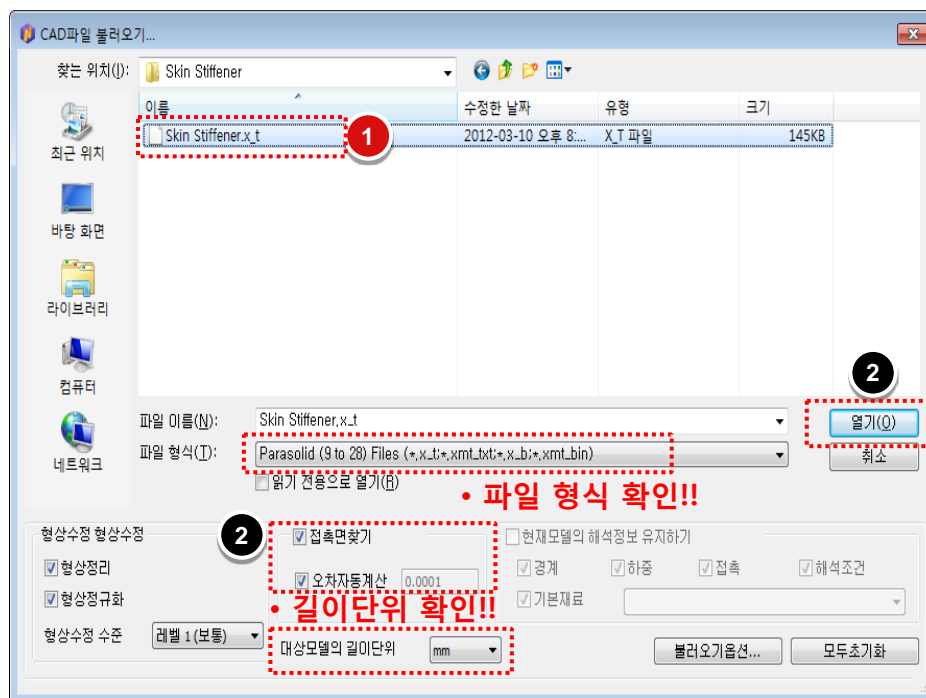 CAD파일 불러오기...
찾는 위치(I): Skin Stiffener
이름 수정한 날짜 유형 크기
Skin Stiffener.x_t 1 2012-03-10 오후 8:... X_T 파일 145KB
최근 위치
바탕 화면
라이브러리
컴퓨터
네트워크
2
파일 이름(N): Skin Stiffener.x_t 열기(O)
파일 형식(T): Parasolid (9 to 28) Files (*.x_t;*.xmt_txt;*.x_b;*.xmt_bin) 취소
읽기 전용으로 열기(R)
• 파일 형식 확인!!
형상수정 형상수정 2 접촉면찾기 현재모델의 해석정보 유지하기
형상정리 오차자동계산 0.0001 경계 하중 접촉 해석조건
형상정규화 기본재료
• 길이단위 확인!!
형상수정 수준 레벨 1 (보통) 대상모델의 길이단위 mm 불러오기옵션... 모두초기화